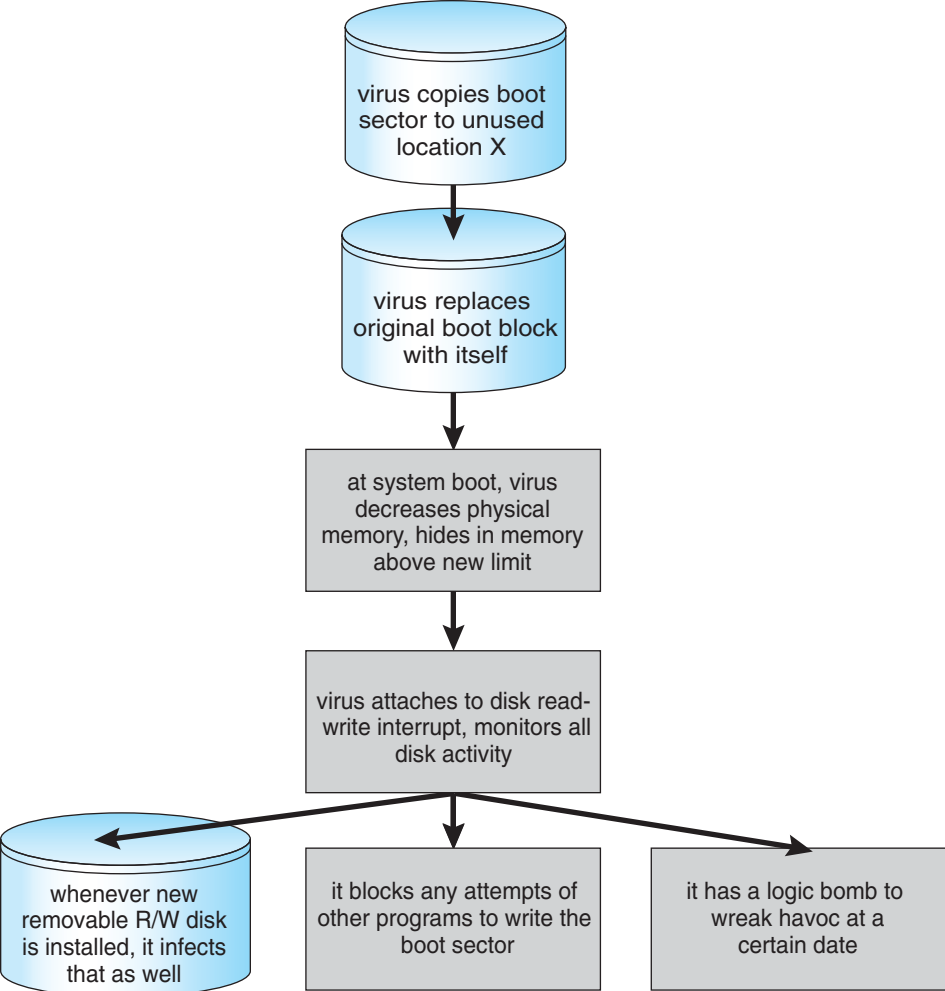 virus copies boot
sector to unused
location X
virus replaces
original boot block
with itself
at system boot, virus
decreases physical
memory, hides in memory
above new limit
virus attaches to disk read-
write interrupt, monitors all
disk activity
whenever new
removable R/W disk
is installed, it infects
that as well
it blocks any attempts of
other programs to write the
boot sector
it has a logic bomb to
wreak havoc at a
certain date